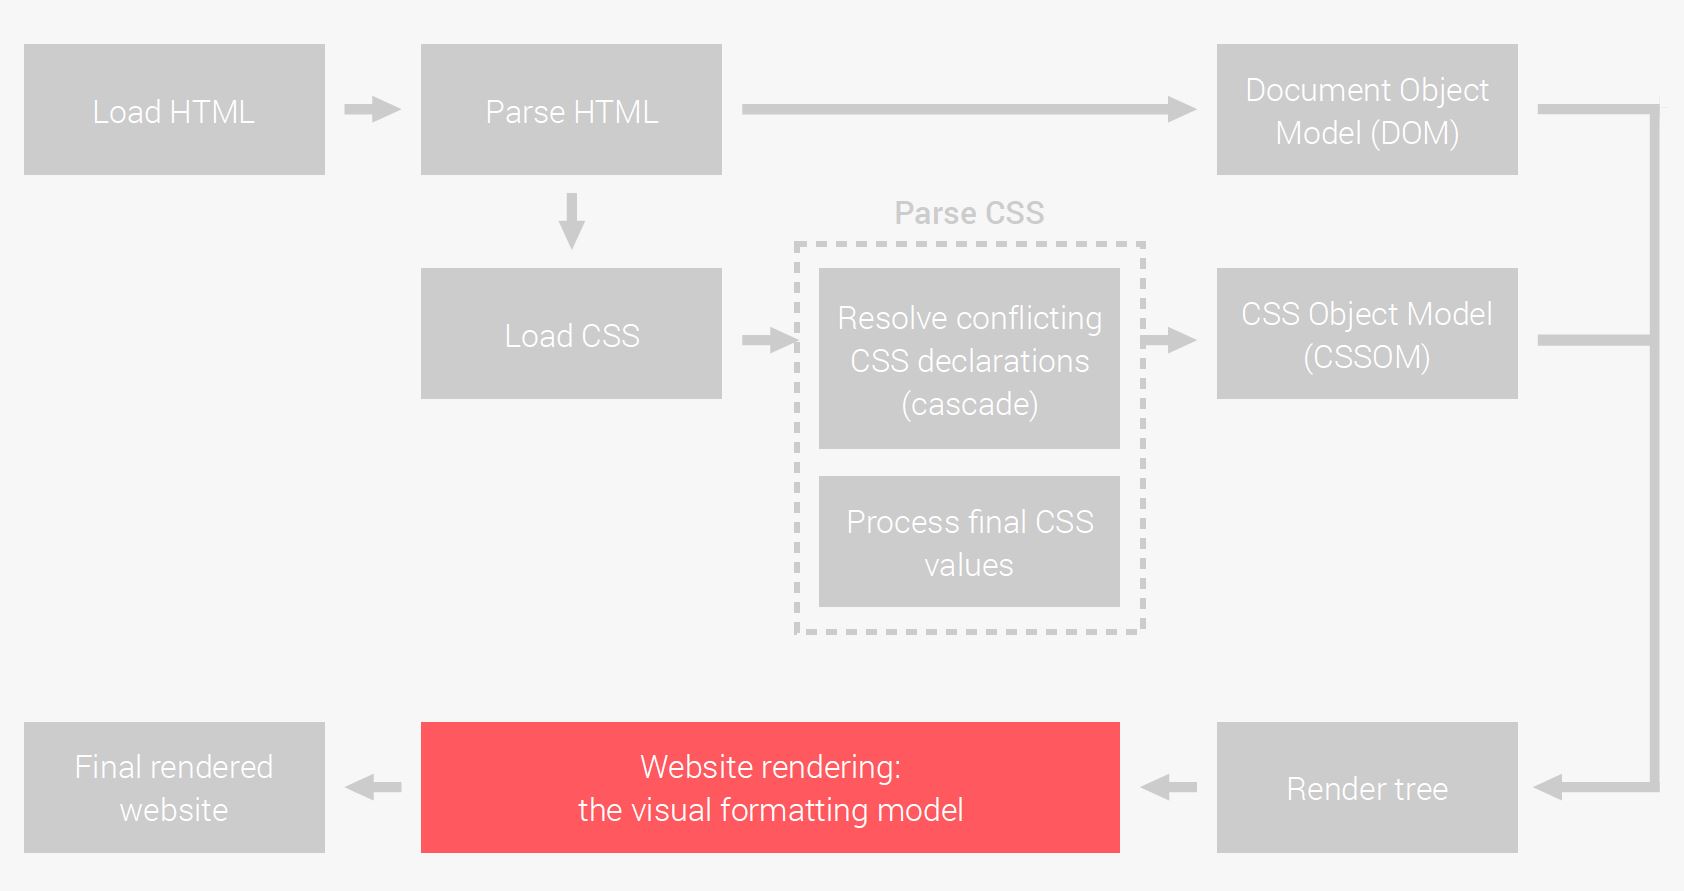 Load HTML
Parse HTML
Document Object
Model (DOM)
Parse CSS
Load CSS
Resolve conflicting
CSS declarations
(cascade)
CSS Object Model
(CSSOM)
Process final CSS
values
Final rendered
website
Website rendering:
the visual formatting model
Render tree